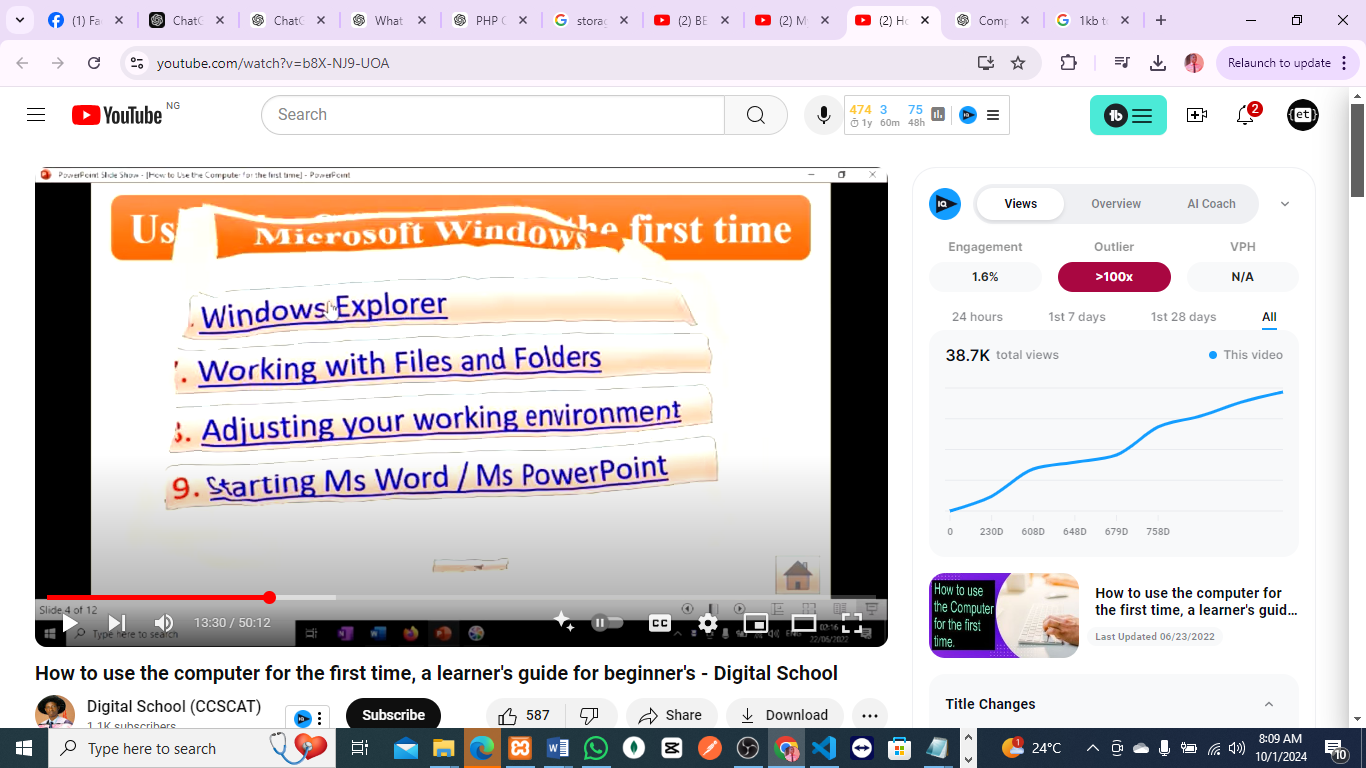 (1) Fa
ChatG
ChatG
What
PHP C
storag
(2) BE
(2) M
(2) Ho
Comp
1kb t
youtube.com/watch?v=b8X-NJ9-UOA
Relaunch to update
YouTube NG
Search
474 3 75
1y 60m 48h
2
{et}
PowerPoint Slide Show - [How to Use the Computer for the first time] - PowerPoint
Us Microsoft Windows he first time
Windows Explorer
Working with Files and Folders
Adjusting your working environment
9. Starting Ms Word / Ms PowerPoint
Slide 4 of 12
Type here to search
02:16
22/06/2022
13:30 / 50:12
CC
How to use the computer for the first time, a learner's guide for beginner's - Digital School
Digital School (CCSCAT)
1.1K subscribers
IQ
Subscribe
587
Share
Download
IQ
Views
Overview
AI Coach
Engagement
Outlier
VPH
1.6%
>100x
N/A
24 hours
1st 7 days
1st 28 days
All
38.7K total views
This video
0 230D 608D 648D 679D 758D
How to use the Computer for the first time.
How to use the computer for
the first time, a learner's guid...
Last Updated 06/23/2022
Title Changes
Type here to search
1
24°C
8:09 AM
10/1/2024
10